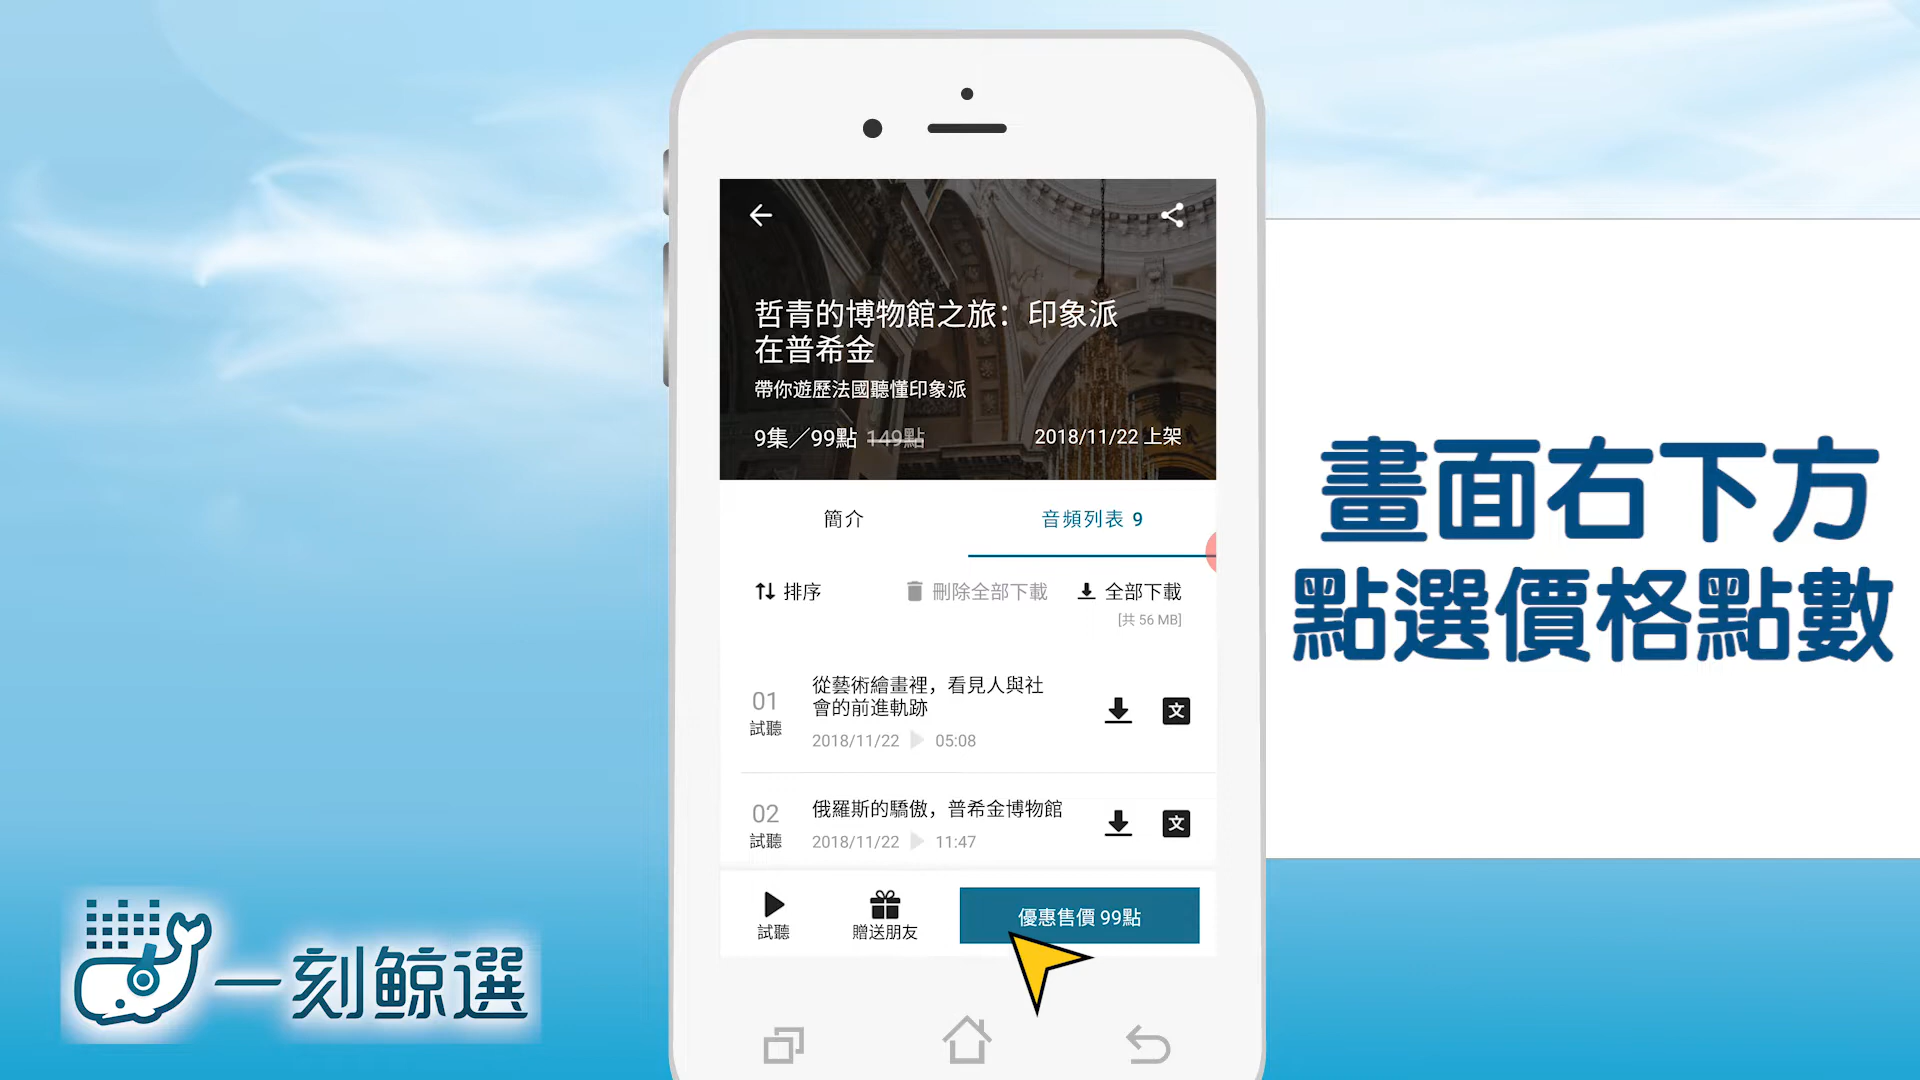 哲青的博物館之旅：印象派
在普希金
帶你遊歷法國聽懂印象派
9集／99點 149點
2018/11/22 上架
簡介
音頻列表 9
排序
刪除全部下載
全部下載
[共 56 MB]
01
試聽
從藝術繪畫裡，看見人與社
會的前進軌跡
2018/11/22 05:08
文
02
試聽
俄羅斯的驕傲，普希金博物館
2018/11/22 11:47
文
試聽
贈送朋友
優惠售價 99點
畫面右下方
點選價格點數
一刻鯨選